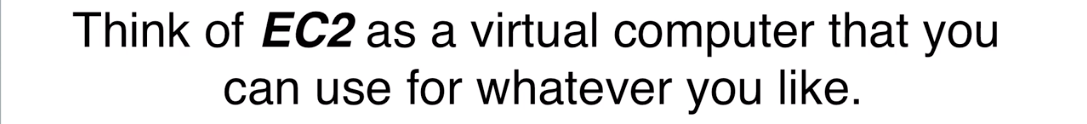 Think of EC2 as a virtual computer that you
can use for whatever you like.